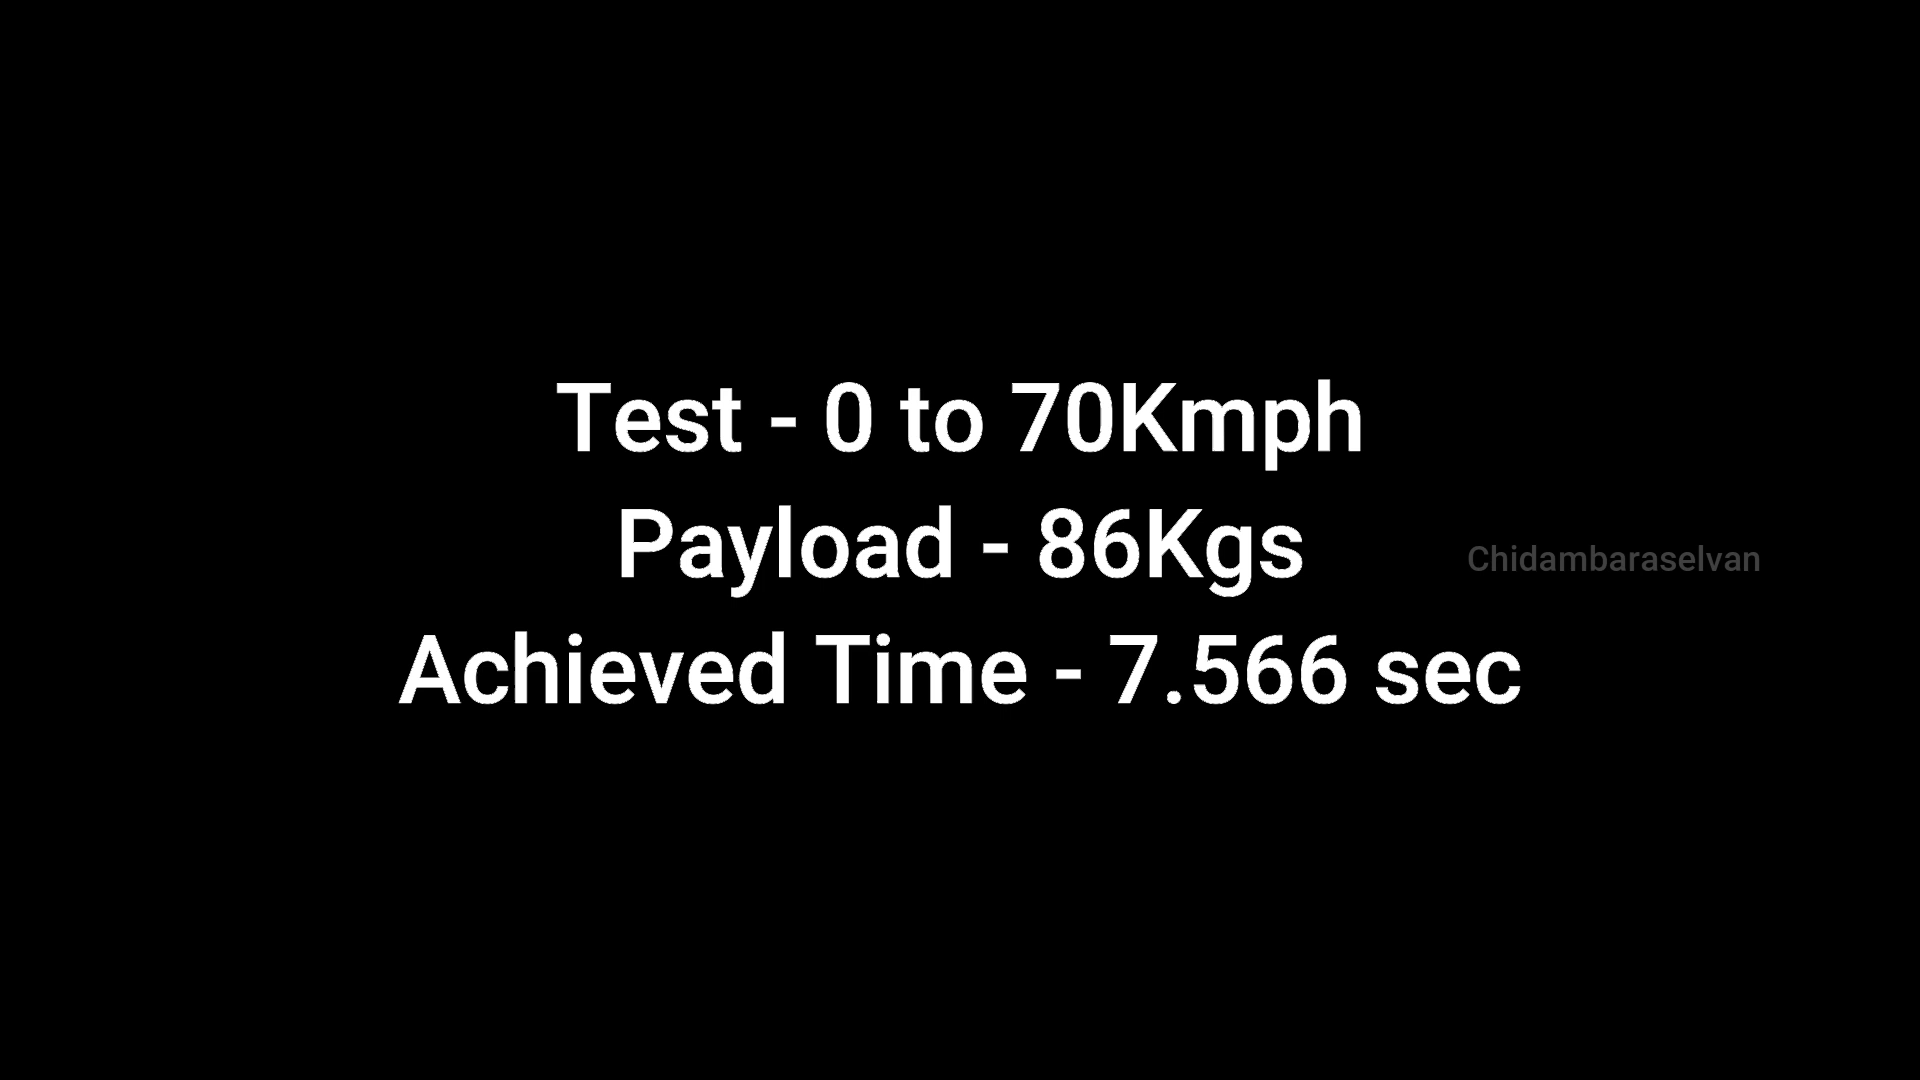 Test - 0 to 70Kmph
Payload - 86Kgs
Chidambaraselvan
Achieved Time - 7.566 sec